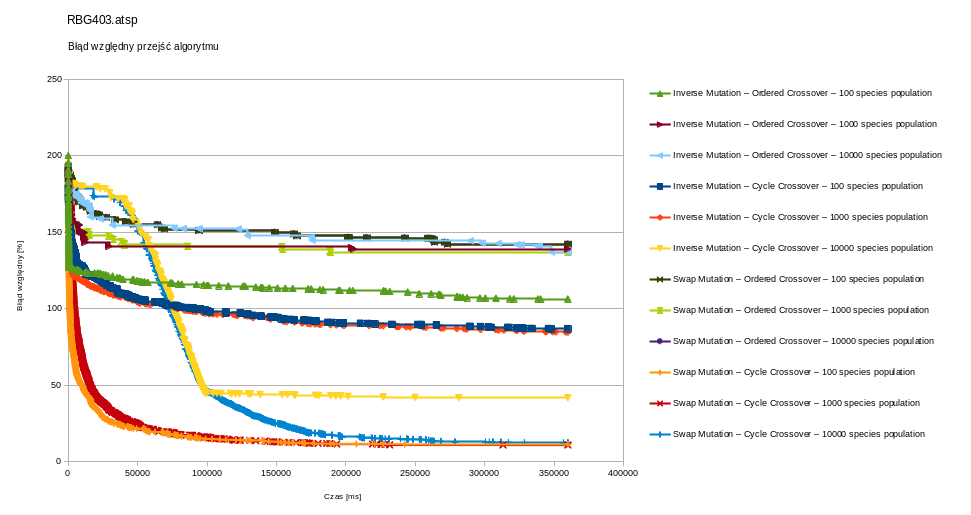 RBG403.atsp
Błąd względny przejść algorytmu
250
200
150
100
50
0
0 50000 100000 150000 200000 250000 300000 350000 400000
Błąd względny [%]
Czas [ms]
Inverse Mutation – Ordered Crossover – 100 species population
Inverse Mutation – Ordered Crossover – 1000 species population
Inverse Mutation – Ordered Crossover – 10000 species population
Inverse Mutation – Cycle Crossover – 100 species population
Inverse Mutation – Cycle Crossover – 1000 species population
Inverse Mutation – Cycle Crossover – 10000 species population
Swap Mutation – Ordered Crossover – 100 species population
Swap Mutation – Ordered Crossover – 1000 species population
Swap Mutation – Ordered Crossover – 10000 species population
Swap Mutation – Cycle Crossover – 100 species population
Swap Mutation – Cycle Crossover – 1000 species population
Swap Mutation – Cycle Crossover – 10000 species population